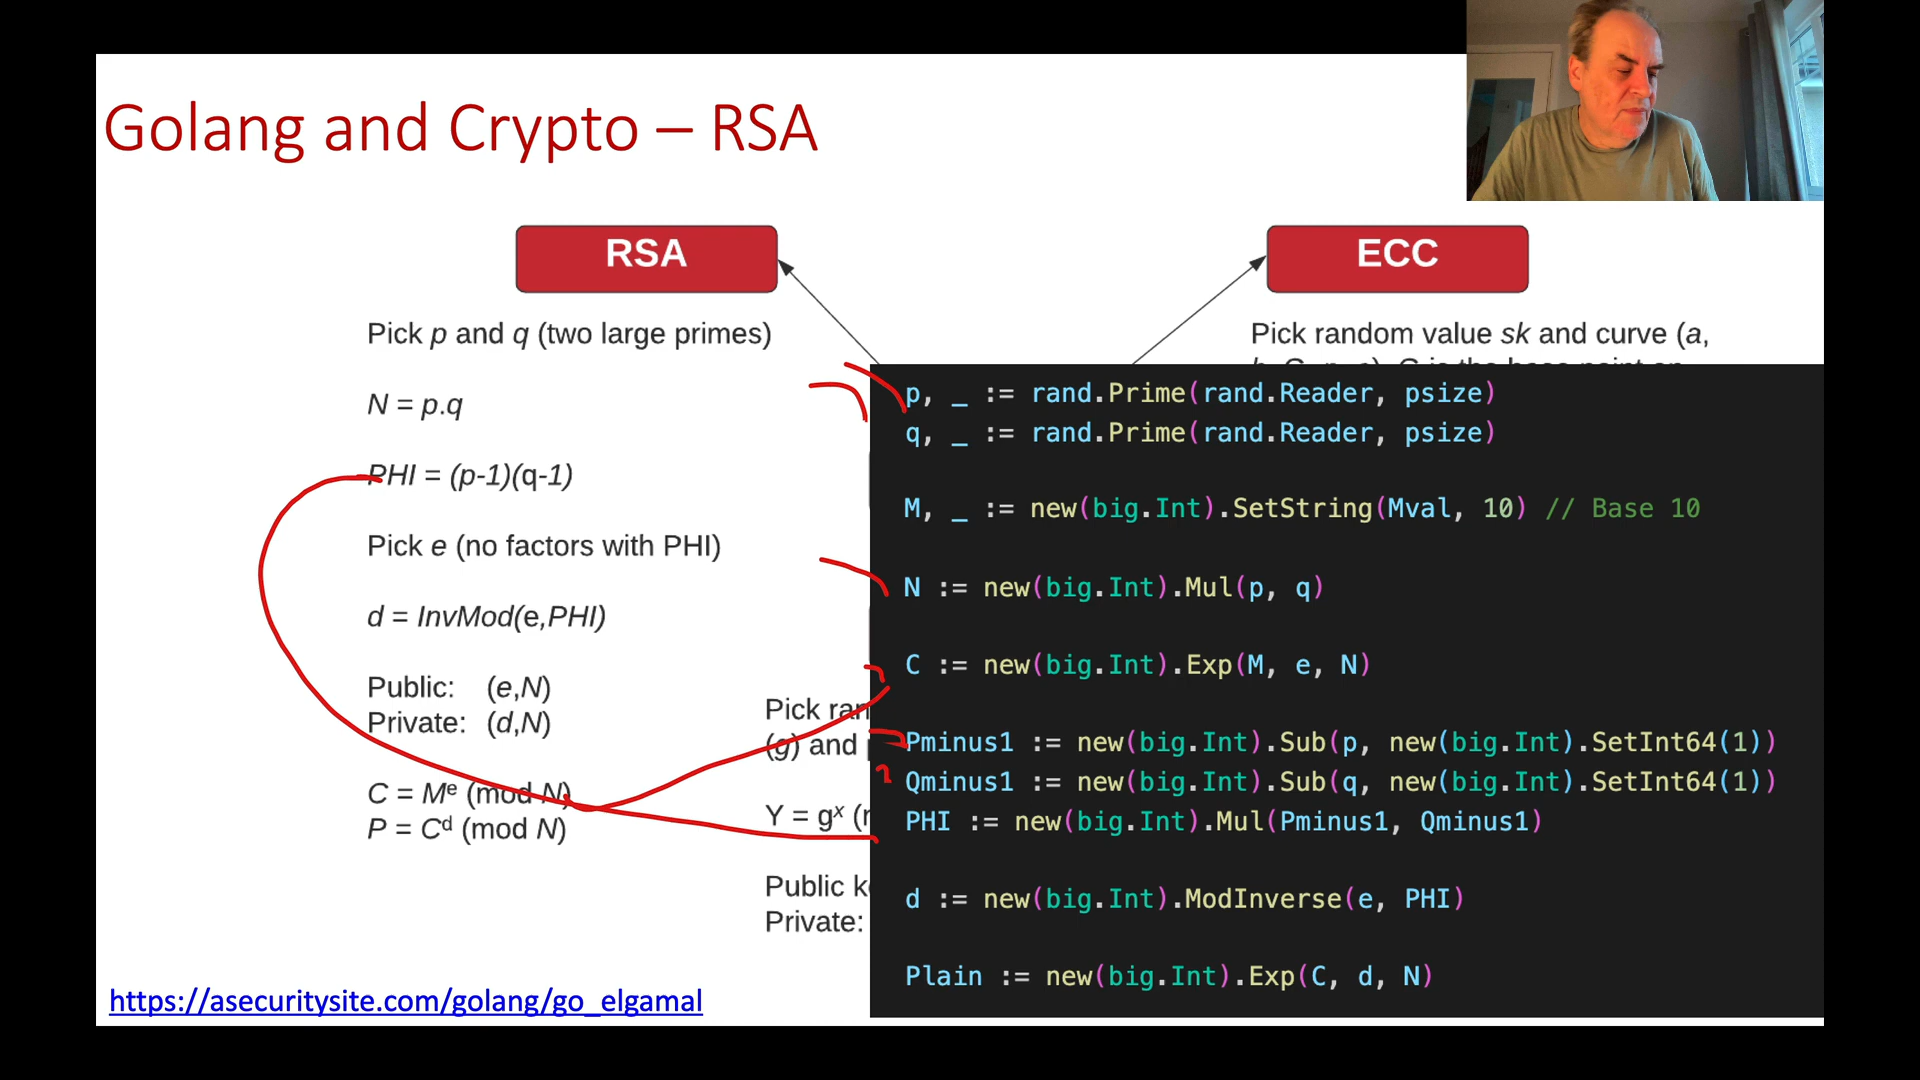 Golang and Crypto – RSA
RSA
Pick p and q (two large primes)
N = p.q
PHI = (p-1)(q-1)
Pick e (no factors with PHI)
d = InvMod(e,PHI)
Public: (e,N)
Private: (d,N)
C = Mᵉ (mod N)
P = Cᵈ (mod N)
ECC
Pick random value sk and curve (a,
Pick ran
(g) and
Y = gˣ (
Public k
Private:
p, _ := rand.Prime(rand.Reader, psize)
q, _ := rand.Prime(rand.Reader, psize)
M, _ := new(big.Int).SetString(Mval, 10) // Base 10
N := new(big.Int).Mul(p, q)
C := new(big.Int).Exp(M, e, N)
Pminus1 := new(big.Int).Sub(p, new(big.Int).SetInt64(1))
Qminus1 := new(big.Int).Sub(q, new(big.Int).SetInt64(1))
PHI := new(big.Int).Mul(Pminus1, Qminus1)
d := new(big.Int).ModInverse(e, PHI)
Plain := new(big.Int).Exp(C, d, N)
https://asecuritysite.com/golang/go_elgamal